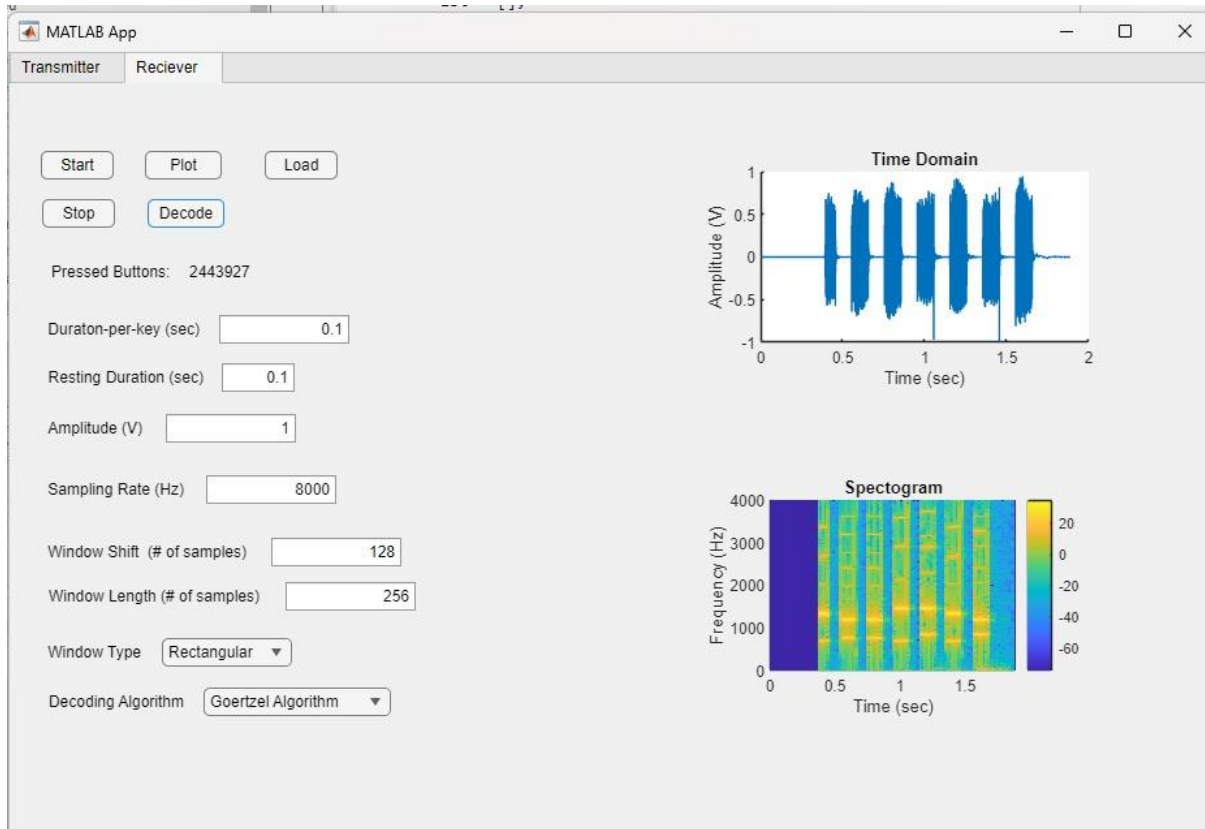 MATLAB App
Transmitter Reciever
Start Plot Load
Stop Decode
Pressed Buttons: 2443927
Duraton-per-key (sec) 0.1
Resting Duration (sec) 0.1
Amplitude (V) 1
Sampling Rate (Hz) 8000
Window Shift (# of samples) 128
Window Length (# of samples) 256
Window Type Rectangular
Decoding Algorithm Goertzel Algorithm
Time Domain
1
0.5
0
-0.5
-1
Amplitude (V)
0 0.5 1 1.5 2
Time (sec)
Spectogram
4000
3000
2000
1000
0
Frequency (Hz)
0 0.5 1 1.5
Time (sec)
20
0
-20
-40
-60